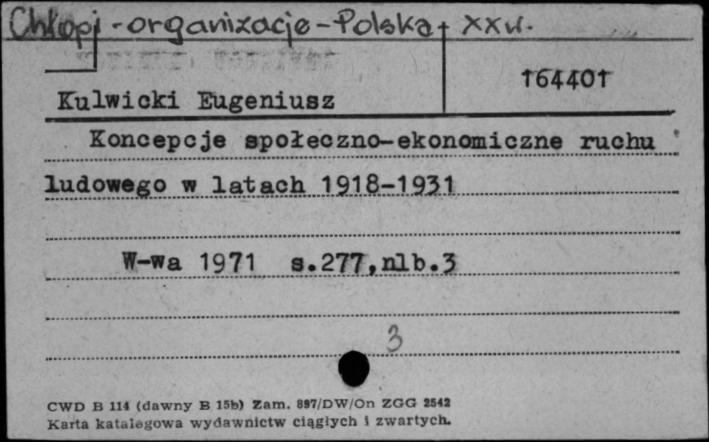 Chłopi - organizacje - Polska + XX w.
164401
Kulwicki Eugeniusz
Koncepcje społeczno-ekonomiczne ruchu
ludowego w latach 1918-1931
W-wa 1971 s.277,nlb.3
3
CWD B 114 (dawny B 15b) Zam. 897/DW/On ZGG 2542
Karta katalogowa wydawnictw ciągłych i zwartych.